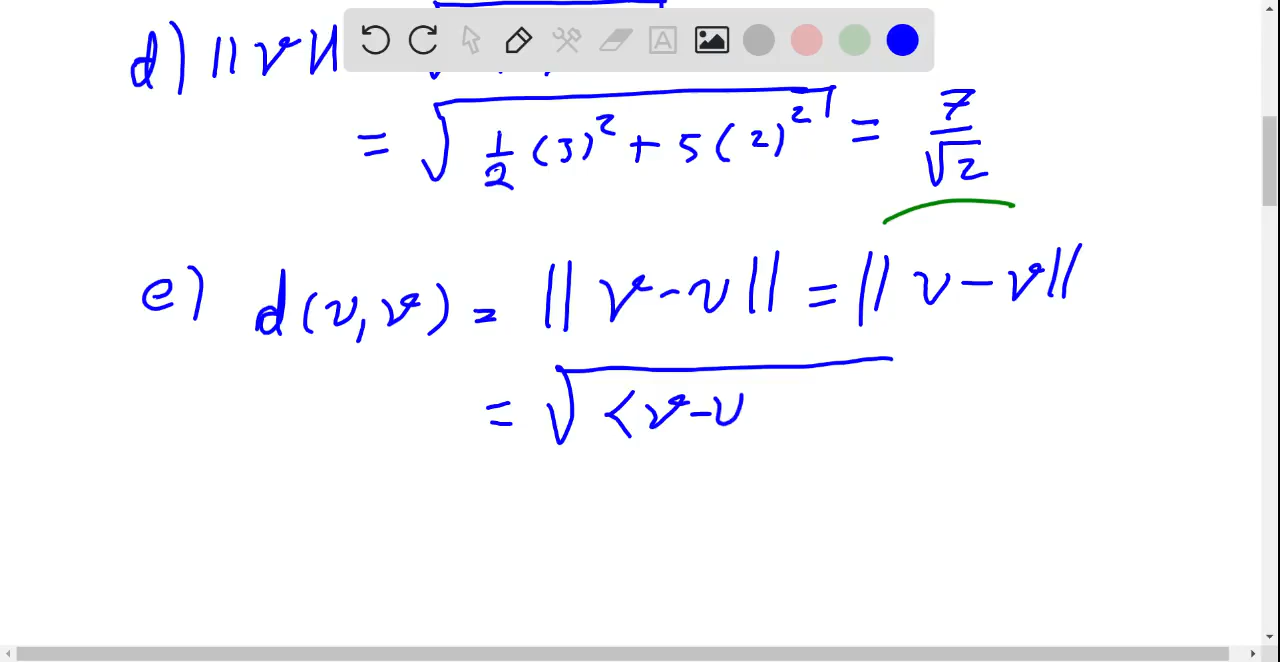 d) ||v||
= √(1/2 (3)² + 5(2)²) = 7/√2
e) d(u, v) = ||v - u|| = ||u - v||
= √<v - u